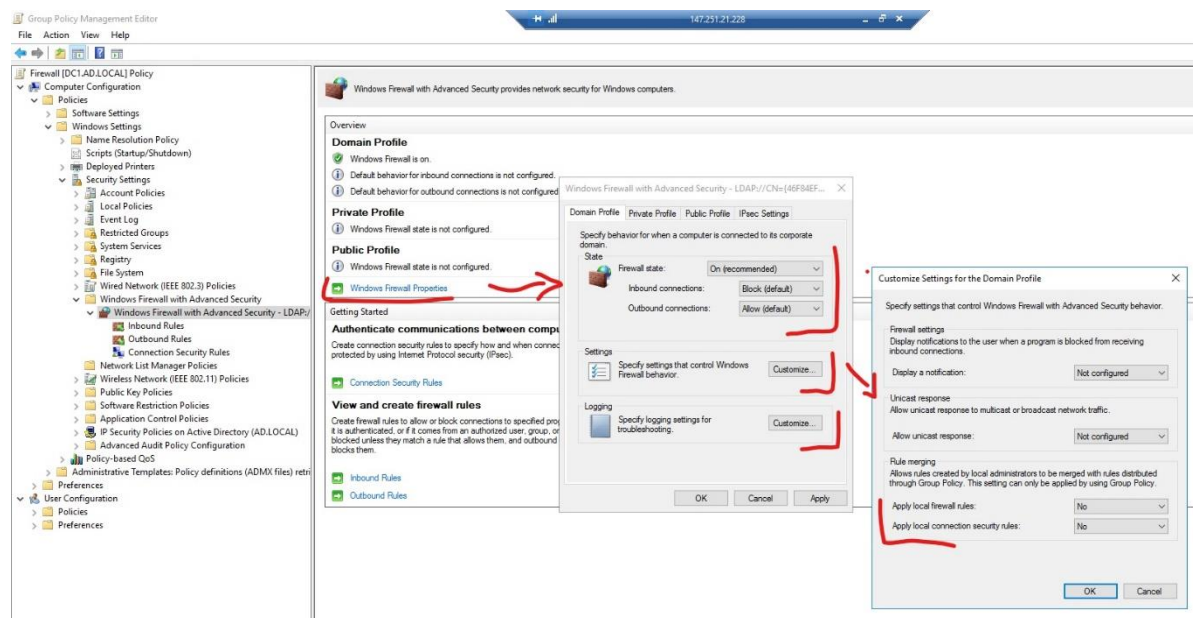 Group Policy Management Editor
147.251.21.228
File Action View Help
Firewall [DC1.AD.LOCAL] Policy
Computer Configuration
Policies
Software Settings
Windows Settings
Name Resolution Policy
Scripts (Startup/Shutdown)
Deployed Printers
Security Settings
Account Policies
Local Policies
Event Log
Restricted Groups
System Services
Registry
File System
Wired Network (IEEE 802.3) Policies
Windows Firewall with Advanced Security
Windows Firewall with Advanced Security - LDAP:/
Inbound Rules
Outbound Rules
Connection Security Rules
Network List Manager Policies
Wireless Network (IEEE 802.11) Policies
Public Key Policies
Software Restriction Policies
Application Control Policies
IP Security Policies on Active Directory (AD.LOCAL)
Advanced Audit Policy Configuration
Policy-based QoS
Administrative Templates: Policy definitions (ADMX files) retri
Preferences
User Configuration
Policies
Preferences
Windows Firewall with Advanced Security provides network security for Windows computers.
Overview
Domain Profile
Windows Firewall is on.
Default behavior for inbound connections is not configured.
Default behavior for outbound connections is not configured
Private Profile
Windows Firewall state is not configured.
Public Profile
Windows Firewall state is not configured.
Windows Firewall Properties
Getting Started
Authenticate communications between compu
Create connection security rules to specify how and when connec
protected by using Internet Protocol security (IPsec).
Connection Security Rules
View and create firewall rules
Create firewall rules to allow or block connections to specified pro
it is authenticated, or if it comes from an authorized user, group, or
blocked unless they match a rule that allows them, and outbound
blocks them.
Inbound Rules
Outbound Rules
Windows Firewall with Advanced Security - LDAP://CN={46F84EF...
Domain Profile Private Profile Public Profile IPsec Settings
Specify behavior for when a computer is connected to its corporate
domain.
State
Firewall state: On (recommended)
Inbound connections: Block (default)
Outbound connections: Allow (default)
Settings
Specify settings that control Windows
Firewall behavior.
Customize...
Logging
Specify logging settings for
troubleshooting.
Customize...
OK Cancel Apply
Customize Settings for the Domain Profile
Specify settings that control Windows Firewall with Advanced Security behavior.
Firewall settings
Display notifications to the user when a program is blocked from receiving
inbound connections.
Display a notification: Not configured
Unicast response
Allow unicast response to multicast or broadcast network traffic.
Allow unicast response: Not configured
Rule merging
Allows rules created by local administrators to be merged with rules distributed
through Group Policy. This setting can only be applied by using Group Policy.
Apply local firewall rules: No
Apply local connection security rules: No
OK Cancel